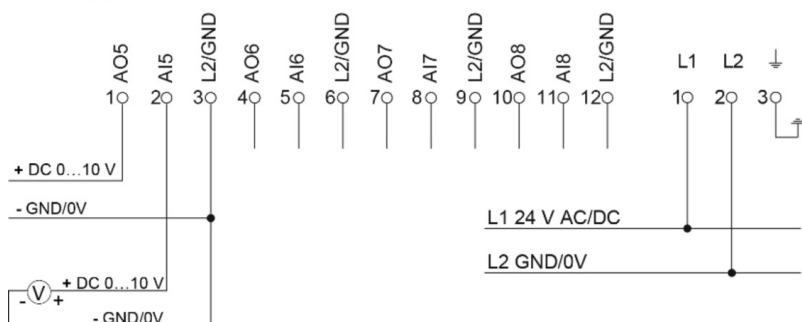 AO5 AI5 L2/GND AO6 AI6 L2/GND AO7 AI7 L2/GND AO8 AI8 L2/GND L1 L2
1 2 3 4 5 6 7 8 9 10 11 12 1 2 3
+ DC 0...10 V
- GND/0V
L1 24 V AC/DC
L2 GND/0V
+ DC 0...10 V
- V +
- GND/0V